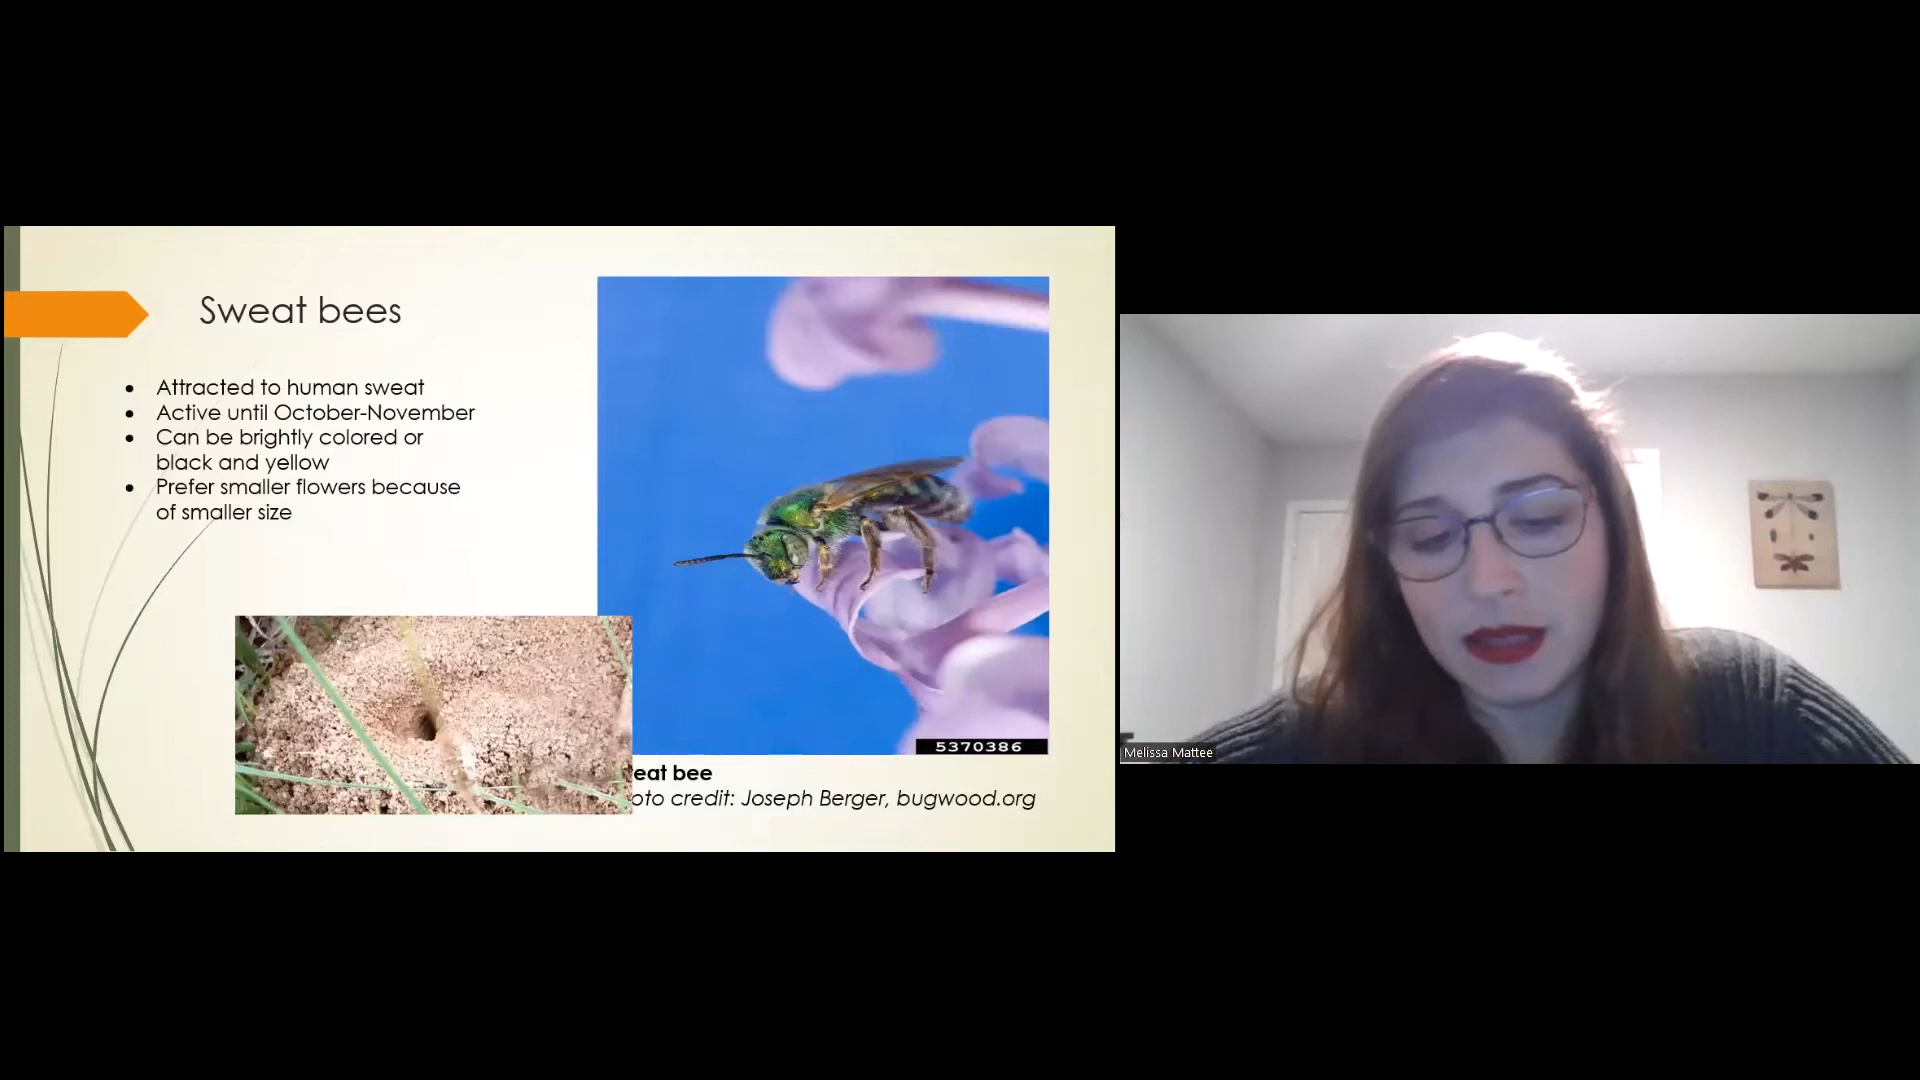 Sweat bees
• Attracted to human sweat
• Active until October-November
• Can be brightly colored or
black and yellow
• Prefer smaller flowers because
of smaller size
5370386
eat bee
oto credit: Joseph Berger, bugwood.org
Melissa Mattee